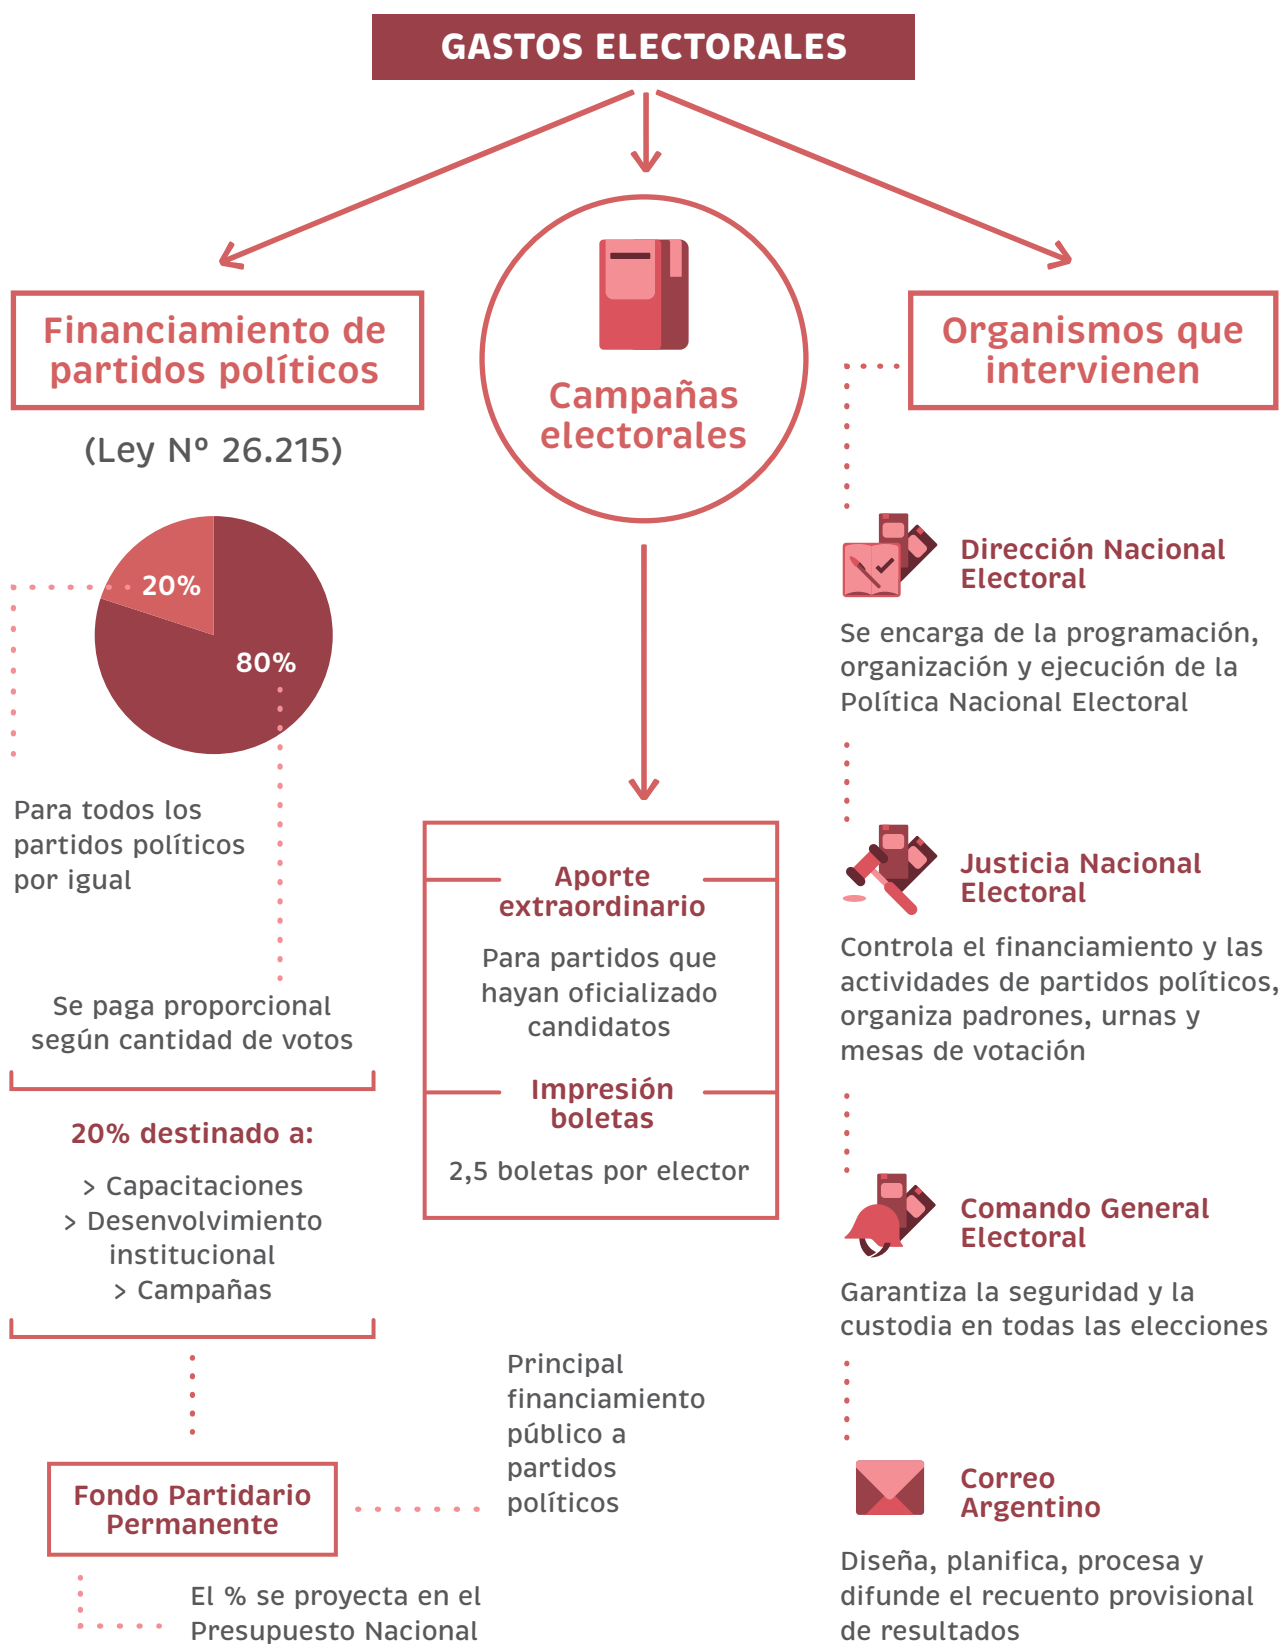 GASTOS ELECTORALES
Financiamiento de
partidos políticos
(Ley Nº 26.215)
20%
80%
Para todos los
partidos políticos
por igual
Se paga proporcional
según cantidad de votos
20% destinado a:
> Capacitaciones
> Desenvolvimiento
institucional
> Campañas
Fondo Partidario
Permanente
Principal
financiamiento
público a
partidos
políticos
El % se proyecta en el
Presupuesto Nacional
Campañas
electorales
Aporte
extraordinario
Para partidos que
hayan oficializado
candidatos
Impresión
boletas
2,5 boletas por elector
Organismos que
intervienen
Dirección Nacional
Electoral
Se encarga de la programación,
organización y ejecución de la
Política Nacional Electoral
Justicia Nacional
Electoral
Controla el financiamiento y las
actividades de partidos políticos,
organiza padrones, urnas y
mesas de votación
Comando General
Electoral
Garantiza la seguridad y la
custodia en todas las elecciones
Correo
Argentino
Diseña, planifica, procesa y
difunde el recuento provisional
de resultados